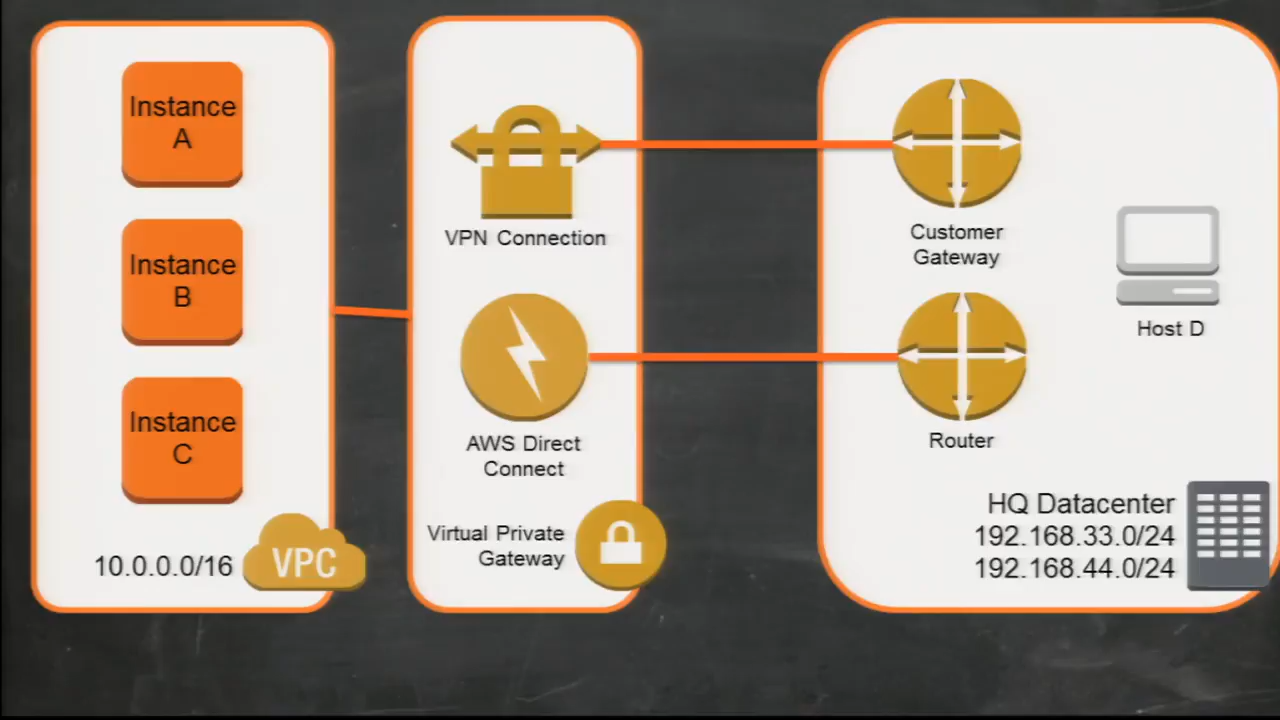 Instance
A
Instance
B
Instance
C
10.0.0.0/16
VPC
VPN Connection
AWS Direct
Connect
Virtual Private
Gateway
Customer
Gateway
Host D
Router
HQ Datacenter
192.168.33.0/24
192.168.44.0/24